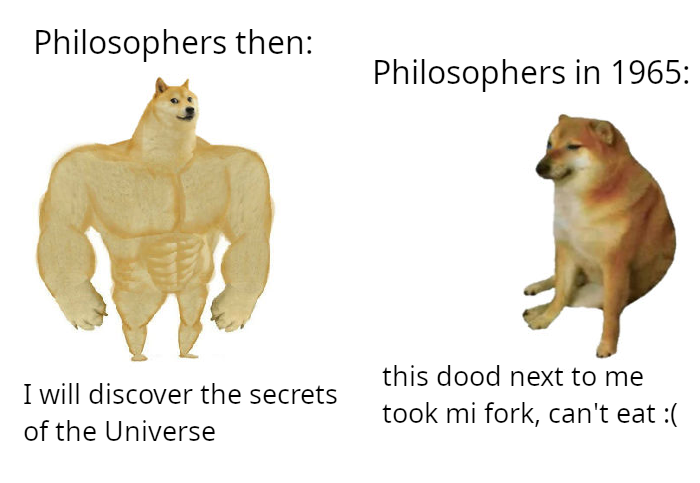 Philosophers then:
Philosophers in 1965:
I will discover the secrets
of the Universe
this dood next to me
took mi fork, can't eat :(